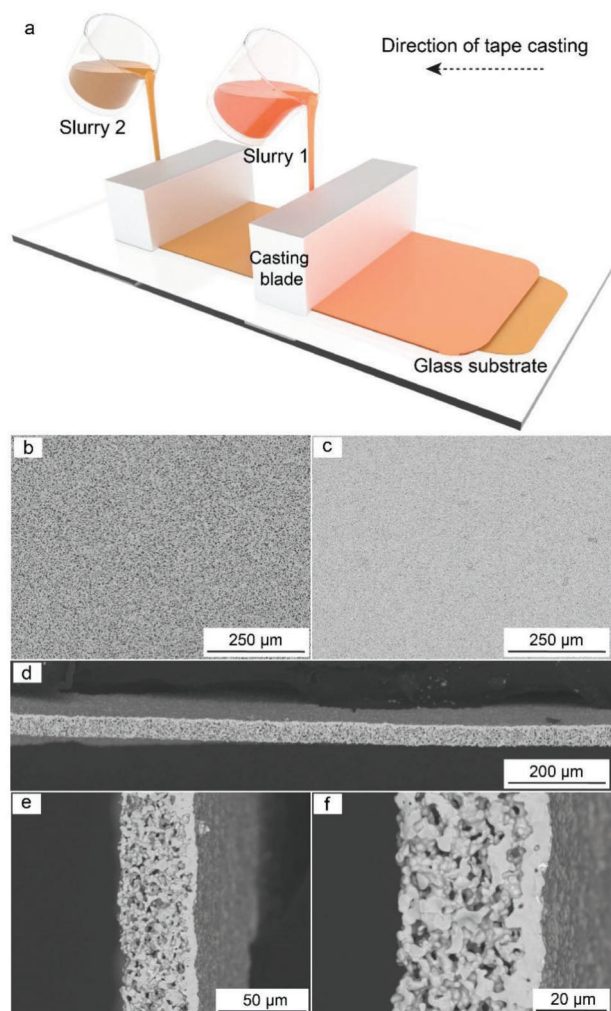 a
Direction of tape casting
Slurry 2
Slurry 1
Casting
blade
Glass substrate
b
250 µm
c
250 µm
d
200 µm
e
50 µm
f
20 µm